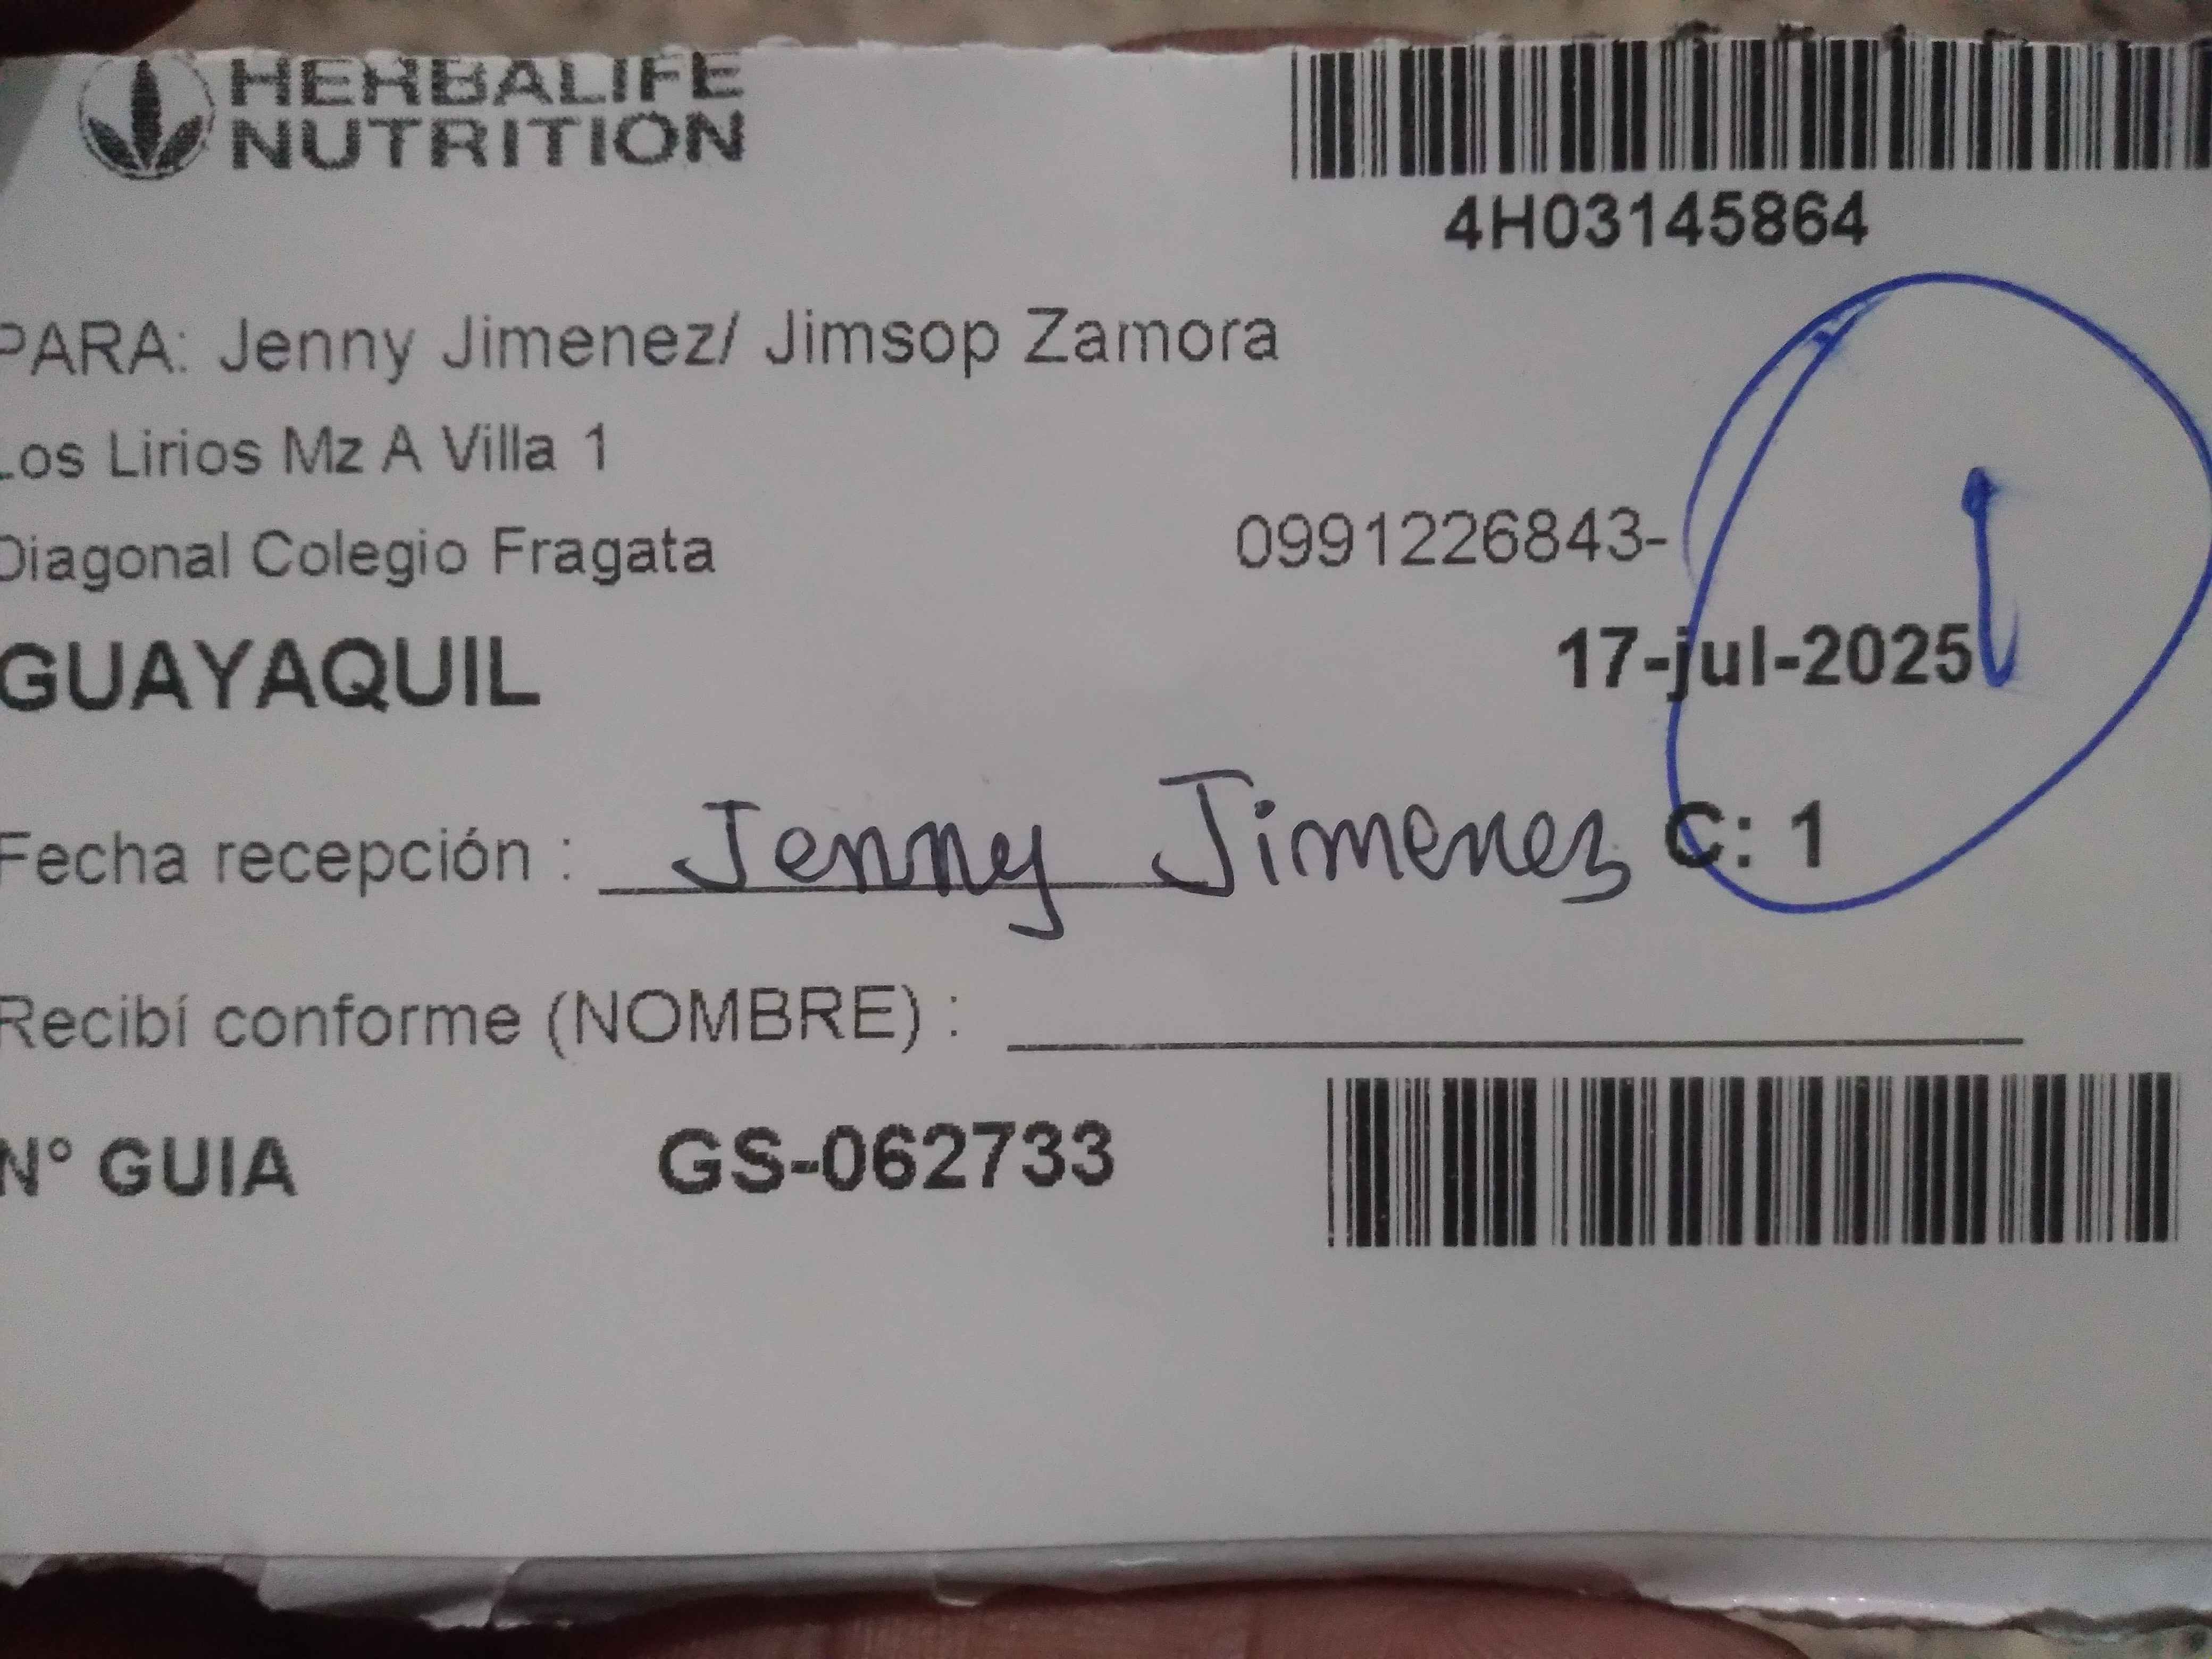 HERBALIFE
NUTRITION
4H03145864
PARA: Jenny Jimenez/ Jimsop Zamora
Los Lirios Mz A Villa 1
Diagonal Colegio Fragata
0991226843-
1
GUAYAQUIL
17-jul-2025
Fecha recepción : Jenny Jimenez C: 1
Recibí conforme (NOMBRE) :
N° GUIA GS-062733